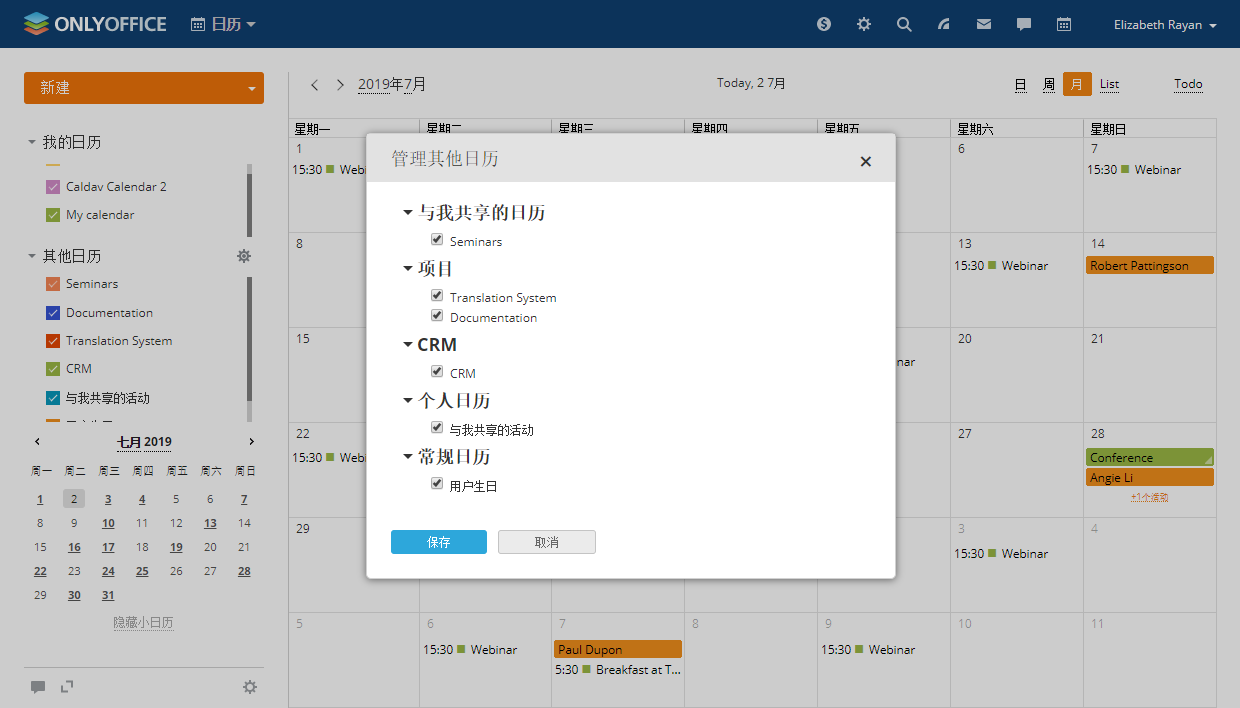 ONLYOFFICE 日历 Elizabeth Rayan
新建
2019年7月 Today, 2 7月 日 周 月 List Todo
我的日历
Caldav Calendar 2
My calendar
其他日历
Seminars
Documentation
Translation System
CRM
与我共享的活动
七月 2019
周一 周二 周三 周四 周五 周六 周日
1 2 3 4 5 6 7
8 9 10 11 12 13 14
15 16 17 18 19 20 21
22 23 24 25 26 27 28
29 30 31
隐藏小日历
星期一 星期二 星期三 星期四 星期五 星期六 星期日
1 6 7
15:30 Webi 15:30 Webinar
8 13 14
15:30 Webinar Robert Pattingson
15 20 21
nar
22 27 28
15:30 Web Conference
Angie Li
+1个活动
29 3 4
15:30 Webinar
5 6 7 8 9 10 11
15:30 Webinar Paul Dupon 15:30 Webinar
5:30 Breakfast at T...
管理其他日历
与我共享的日历
Seminars
项目
Translation System
Documentation
CRM
CRM
个人日历
与我共享的活动
常规日历
用户生日
保存 取消